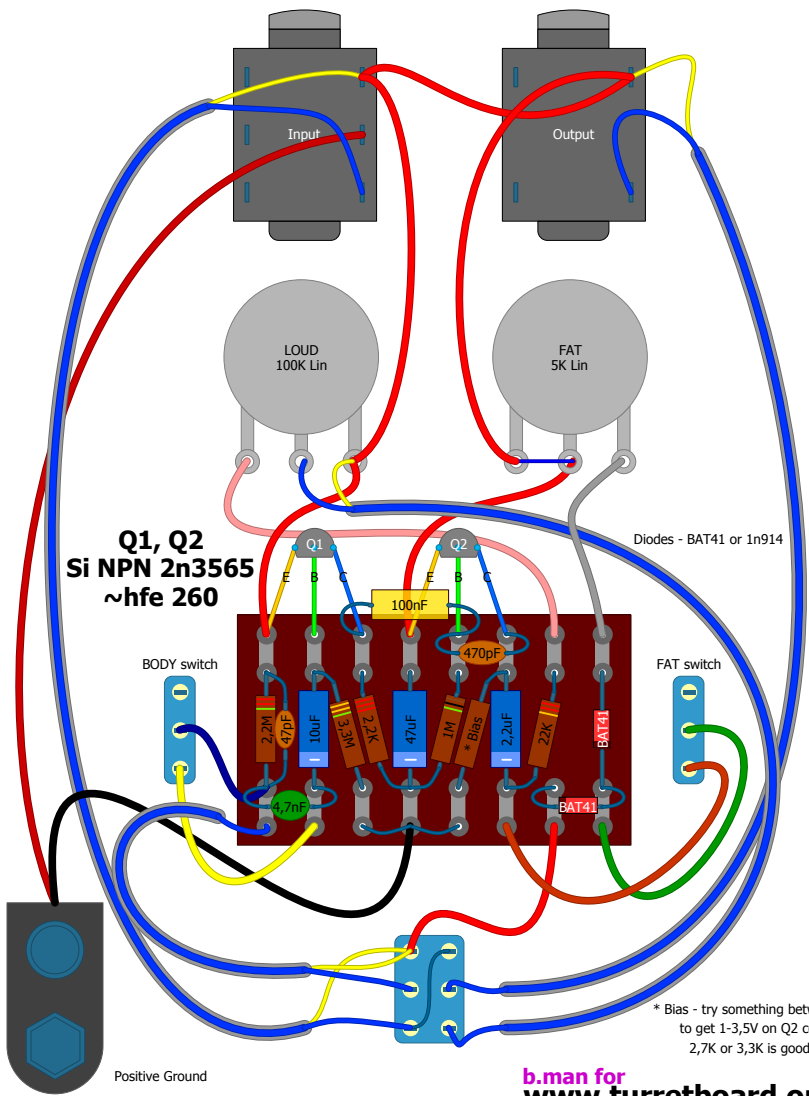 Input
Output
LOUD
100K Lin
FAT
5K Lin
Q1, Q2
Si NPN 2n3565
~hfe 260
Diodes - BAT41 or 1n914
Q1
Q2
E B C
E B C
100nF
470pF
BODY switch
FAT switch
2,2M
47pF
10uF
3,3M
2,2K
47uF
1M
* Bias
2,2uF
22K
BAT41
4,7nF
BAT41
* Bias - try something
to get 1-3,5V on Q2
2,7K or 3,3K is good
Positive Ground
b.man for